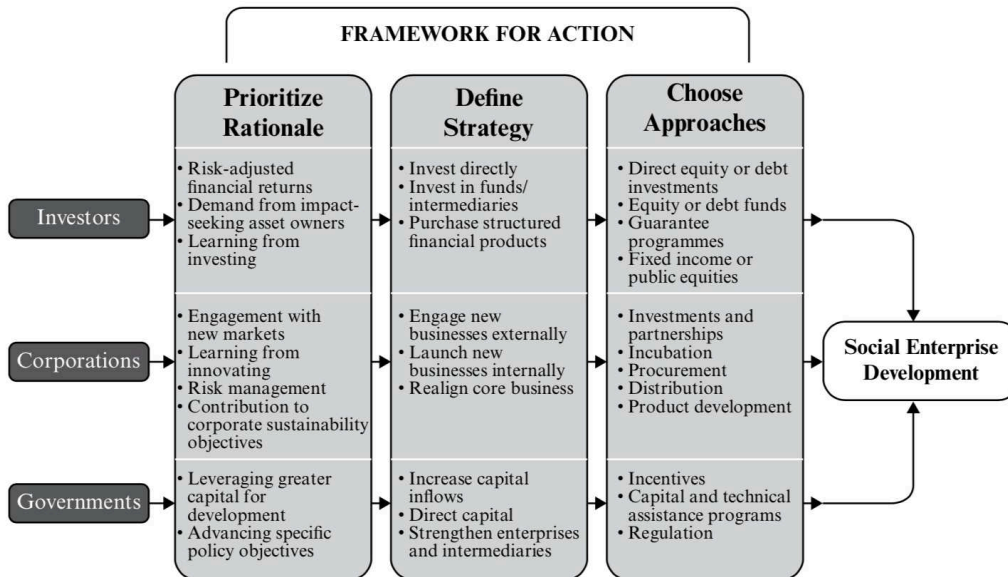 FRAMEWORK FOR ACTION
Prioritize
Rationale
Define
Strategy
Choose
Approaches
Investors
• Risk-adjusted
financial returns
• Demand from impact-
seeking asset owners
• Learning from
investing
• Invest directly
• Invest in funds/
intermediaries
• Purchase structured
financial products
• Direct equity or debt
investments
• Equity or debt funds
• Guarantee
programmes
• Fixed income or
public equities
Corporations
• Engagement with
new markets
• Learning from
innovating
• Risk management
• Contribution to
corporate sustainability
objectives
• Engage new
businesses externally
• Launch new
businesses internally
• Realign core business
• Investments and
partnerships
• Incubation
• Procurement
• Distribution
• Product development
Social Enterprise
Development
Governments
• Leveraging greater
capital for
development
• Advancing specific
policy objectives
• Increase capital
inflows
• Direct capital
• Strengthen enterprises
and intermediaries
• Incentives
• Capital and technical
assistance programs
• Regulation